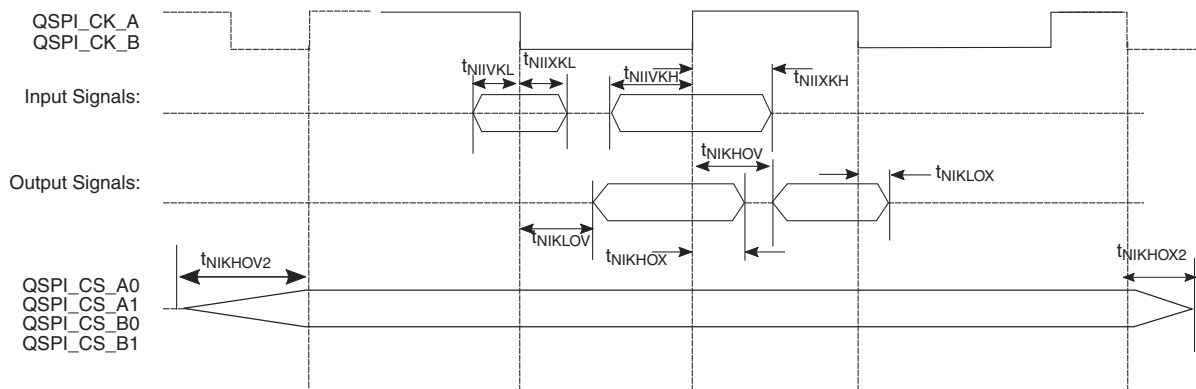 QSPI_CK_A
QSPI_CK_B
tNIIVKL
tNIIXKL
tNIIVKH
tNIIXKH
Input Signals:
tNIKHOV
Output Signals:
tNIKLOX
tNIKLOV
tNIKHOX
tNIKHOV2
tNIKHOX2
QSPI_CS_A0
QSPI_CS_A1
QSPI_CS_B0
QSPI_CS_B1